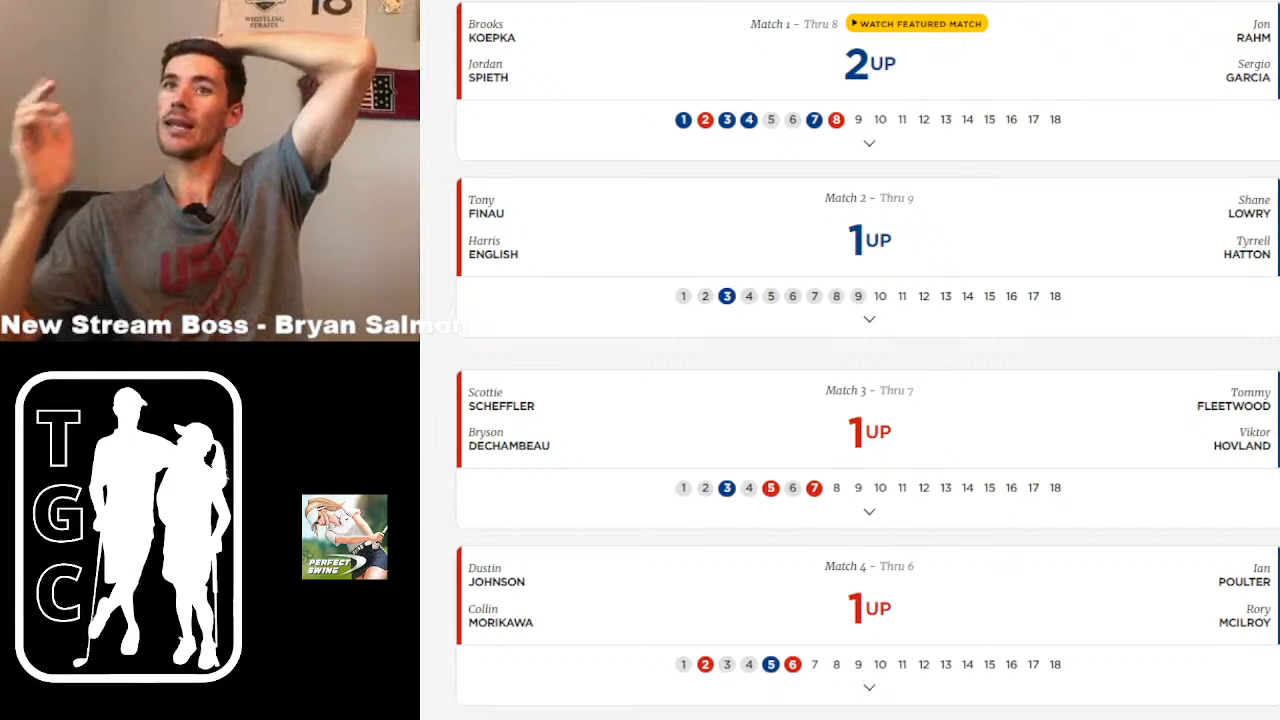 18
WHISTLING
STRAITS
USA
New Stream Boss - Bryan Salmon
T
G
C
PERFECT
SWING
Brooks
KOEPKA
Jordan
SPIETH
Match 1 - Thru 8 WATCH FEATURED MATCH
2UP
Jon
RAHM
Sergio
GARCIA
1 2 3 4 5 6 7 8 9 10 11 12 13 14 15 16 17 18
Tony
FINAU
Harris
ENGLISH
Match 2 - Thru 9
1UP
Shane
LOWRY
Tyrrell
HATTON
1 2 3 4 5 6 7 8 9 10 11 12 13 14 15 16 17 18
Scottie
SCHEFFLER
Bryson
DECHAMBEAU
Match 3 - Thru 7
1UP
Tommy
FLEETWOOD
Viktor
HOVLAND
1 2 3 4 5 6 7 8 9 10 11 12 13 14 15 16 17 18
Dustin
JOHNSON
Collin
MORIKAWA
Match 4 - Thru 6
1UP
Ian
POULTER
Rory
MCILROY
1 2 3 4 5 6 7 8 9 10 11 12 13 14 15 16 17 18